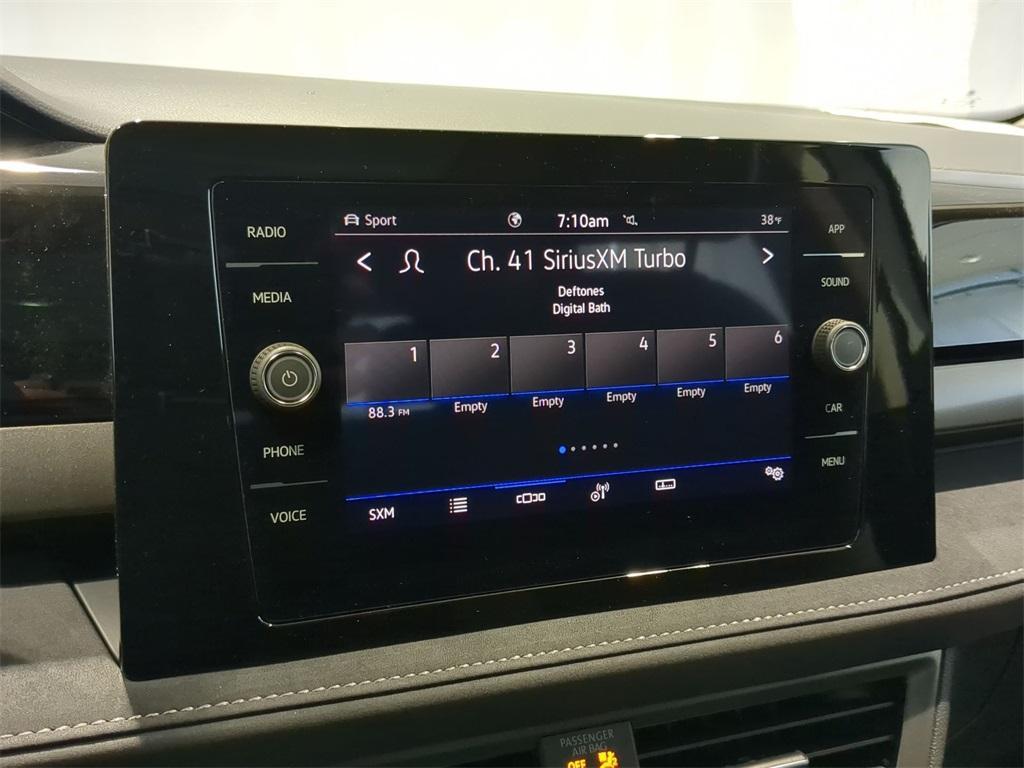 RADIO
MEDIA
PHONE
VOICE
Sport 7:10am 38°F
< Ch. 41 SiriusXM Turbo >
Deftones
Digital Bath
1 2 3 4 5 6
88.3 FM Empty Empty Empty Empty Empty
SXM
APP
SOUND
CAR
MENU
PASSENGER
AIR BAG
OFF